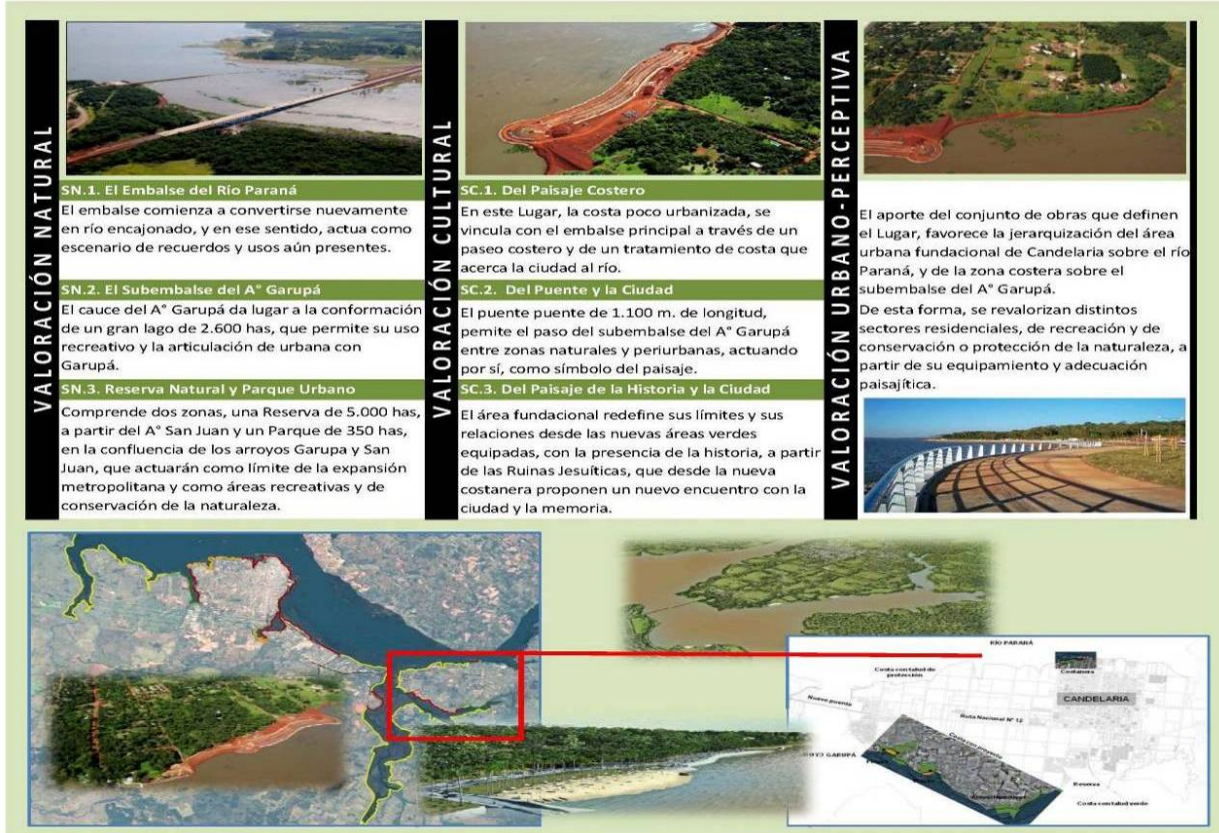 VALORACIÓN NATURAL
SN.1. El Embalse del Río Paraná
El embalse comienza a convertirse nuevamente
en río encajonado, y en ese sentido, actua como
escenario de recuerdos y usos aún presentes.
SN.2. El Subembalse del A° Garupá
El cauce del A° Garupá da lugar a la conformación
de un gran lago de 2.600 has, que permite su uso
recreativo y la articulación de urbana con
Garupá.
SN.3. Reserva Natural y Parque Urbano
Comprende dos zonas, una Reserva de 5.000 has,
a partir del A° San Juan y un Parque de 350 has,
en la confluencia de los arroyos Garupa y San
Juan, que actuarán como límite de la expansión
metropolitana y como áreas recreativas y de
conservación de la naturaleza.
VALORACIÓN CULTURAL
SC.1. Del Paisaje Costero
En este Lugar, la costa poco urbanizada, se
vincula con el embalse principal a través de un
paseo costero y de un tratamiento de costa que
acerca la ciudad al río.
SC.2. Del Puente y la Ciudad
El puente puente de 1.100 m. de longitud,
pemite el paso del subembalse del A° Garupá
entre zonas naturales y periurbanas, actuando
por sí, como símbolo del paisaje.
SC.3. Del Paisaje de la Historia y la Ciudad
El área fundacional redefine sus límites y sus
relaciones desde las nuevas áreas verdes
equipadas, con la presencia de la historia, a partir
de las Ruinas Jesuíticas, que desde la nueva
costanera proponen un nuevo encuentro con la
ciudad y la memoria.
VALORACIÓN URBANO-PERCEPTIVA
El aporte del conjunto de obras que definen
el Lugar, favorece la jerarquización del área
urbana fundacional de Candelaria sobre el río
Paraná, y de la zona costera sobre el
subembalse del A° Garupá.
De esta forma, se revalorizan distintos
sectores residenciales, de recreación y de
conservación o protección de la naturaleza, a
partir de su equipamiento y adecuación
paisajítica.
RÍO PARANÁ
Costa con talud de
protección
Costanera
CANDELARIA
Nuevo puente
Ruta Nacional N° 12
GARUPÁ
Reserva
Costa con talud verde